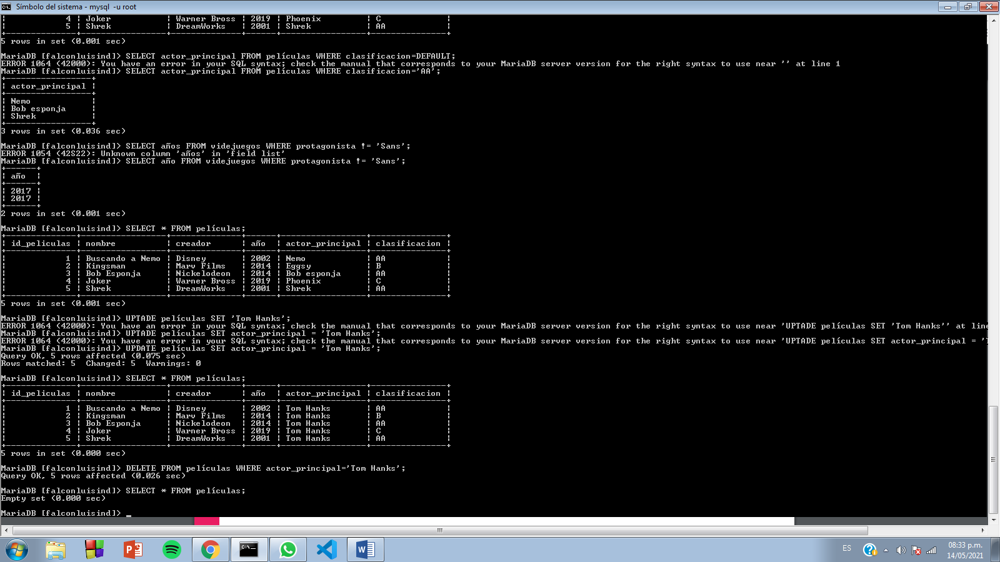 Símbolo del sistema - mysql  -u root
|           4 | Joker           | Warner Bross | 2019 | Phoenix         | C              |
|           5 | Shrek           | DreamWorks   | 2001 | Shrek           | AA             |
+-------------+-----------------+--------------+------+-----------------+----------------+
5 rows in set (0.001 sec)
MariaDB [falconluisind]> SELECT actor_principal FROM películas WHERE clasificacion=DEFAULT;
ERROR 1064 (42000): You have an error in your SQL syntax; check the manual that corresponds to your MariaDB server version for the right syntax to use near '' at line 1
MariaDB [falconluisind]> SELECT actor_principal FROM películas WHERE clasificacion='AA';
+-----------------+
| actor_principal |
+-----------------+
| Nemo            |
| Bob esponja     |
| Shrek           |
+-----------------+
3 rows in set (0.036 sec)
MariaDB [falconluisind]> SELECT años FROM videjuegos WHERE protagonista != 'Sans';
ERROR 1054 (42S22): Unknown column 'años' in 'field list'
MariaDB [falconluisind]> SELECT año FROM videjuegos WHERE protagonista != 'Sans';
+------+
| año  |
+------+
| 2017 |
| 2017 |
+------+
2 rows in set (0.001 sec)
MariaDB [falconluisind]> SELECT * FROM películas;
+--------------+-----------------+--------------+------+-----------------+---------------+
| id_peliculas | nombre          | creador      | año  | actor_principal | clasificacion |
+--------------+-----------------+--------------+------+-----------------+---------------+
|            1 | Buscando a Nemo | Disney       | 2002 | Nemo            | AA            |
|            2 | Kingsman        | Marv Films   | 2014 | Eggsy           | B             |
|            3 | Bob Esponja     | Nickelodeon  | 2014 | Bob esponja     | AA            |
|            4 | Joker           | Warner Bross | 2019 | Phoenix         | C             |
|            5 | Shrek           | DreamWorks   | 2001 | Shrek           | AA            |
+--------------+-----------------+--------------+------+-----------------+---------------+
5 rows in set (0.001 sec)
MariaDB [falconluisind]> UPTADE películas SET 'Tom Hanks';
ERROR 1064 (42000): You have an error in your SQL syntax; check the manual that corresponds to your MariaDB server version for the right syntax to use near 'UPTADE películas SET 'Tom Hanks'' at line
MariaDB [falconluisind]> UPTADE películas SET actor_principal = 'Tom Hanks';
ERROR 1064 (42000): You have an error in your SQL syntax; check the manual that corresponds to your MariaDB server version for the right syntax to use near 'UPTADE películas SET actor_principal = 'T
MariaDB [falconluisind]> UPDATE películas SET actor_principal = 'Tom Hanks';
Query OK, 5 rows affected (0.075 sec)
Rows matched: 5  Changed: 5  Warnings: 0
MariaDB [falconluisind]> SELECT * FROM películas;
+--------------+-----------------+--------------+------+-----------------+---------------+
| id_peliculas | nombre          | creador      | año  | actor_principal | clasificacion |
+--------------+-----------------+--------------+------+-----------------+---------------+
|            1 | Buscando a Nemo | Disney       | 2002 | Tom Hanks       | AA            |
|            2 | Kingsman        | Marv Films   | 2014 | Tom Hanks       | B             |
|            3 | Bob Esponja     | Nickelodeon  | 2014 | Tom Hanks       | AA            |
|            4 | Joker           | Warner Bross | 2019 | Tom Hanks       | C             |
|            5 | Shrek           | DreamWorks   | 2001 | Tom Hanks       | AA            |
+--------------+-----------------+--------------+------+-----------------+---------------+
5 rows in set (0.000 sec)
MariaDB [falconluisind]> DELETE FROM películas WHERE actor_principal='Tom Hanks';
Query OK, 5 rows affected (0.026 sec)
MariaDB [falconluisind]> SELECT * FROM películas;
Empty set (0.000 sec)
MariaDB [falconluisind]> _
ES
08:33 p.m.
14/05/2021